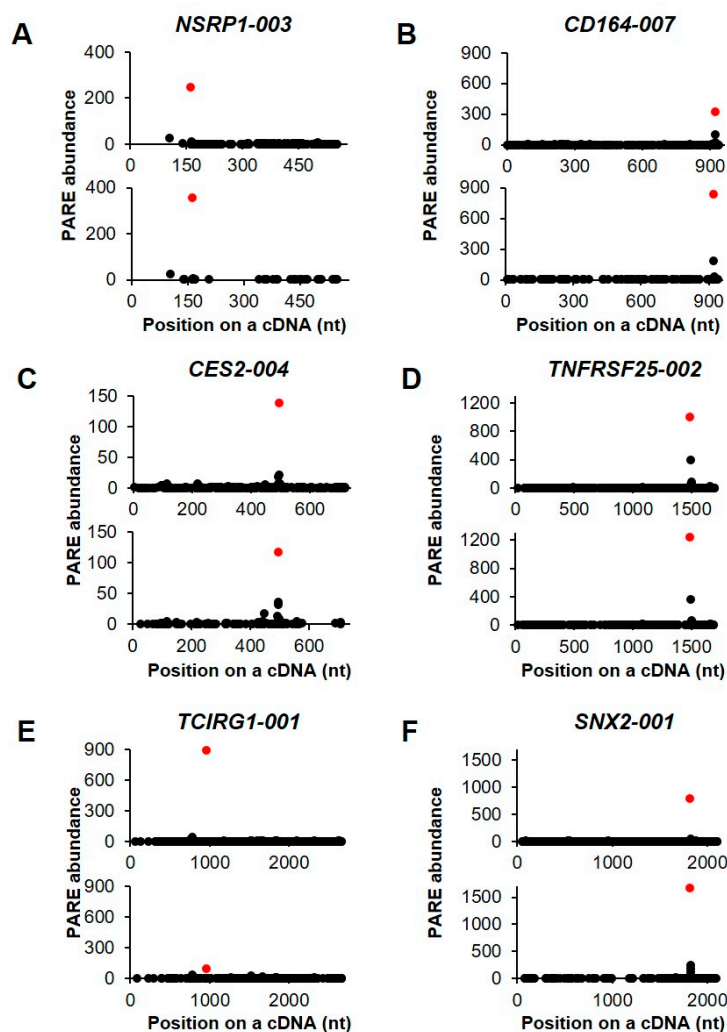 A NSRP1-003
PARE abundance
400
200
0
0 150 300 450
400
200
0
0 150 300 450
Position on a cDNA (nt)
B CD164-007
PARE abundance
900
600
300
0
0 300 600 900
900
600
300
0
0 300 600 900
Position on a cDNA (nt)
C CES2-004
PARE abundance
150
100
50
0
0 200 400 600
150
100
50
0
0 200 400 600
Position on a cDNA (nt)
D TNFRSF25-002
PARE abundance
1200
800
400
0
0 500 1000 1500
1200
800
400
0
0 500 1000 1500
Position on a cDNA (nt)
E TCIRG1-001
PARE abundance
900
600
300
0
0 1000 2000
900
600
300
0
0 1000 2000
Position on a cDNA (nt)
F SNX2-001
PARE abundance
1500
1000
500
0
0 1000 2000
1500
1000
500
0
0 1000 2000
Position on a cDNA (nt)